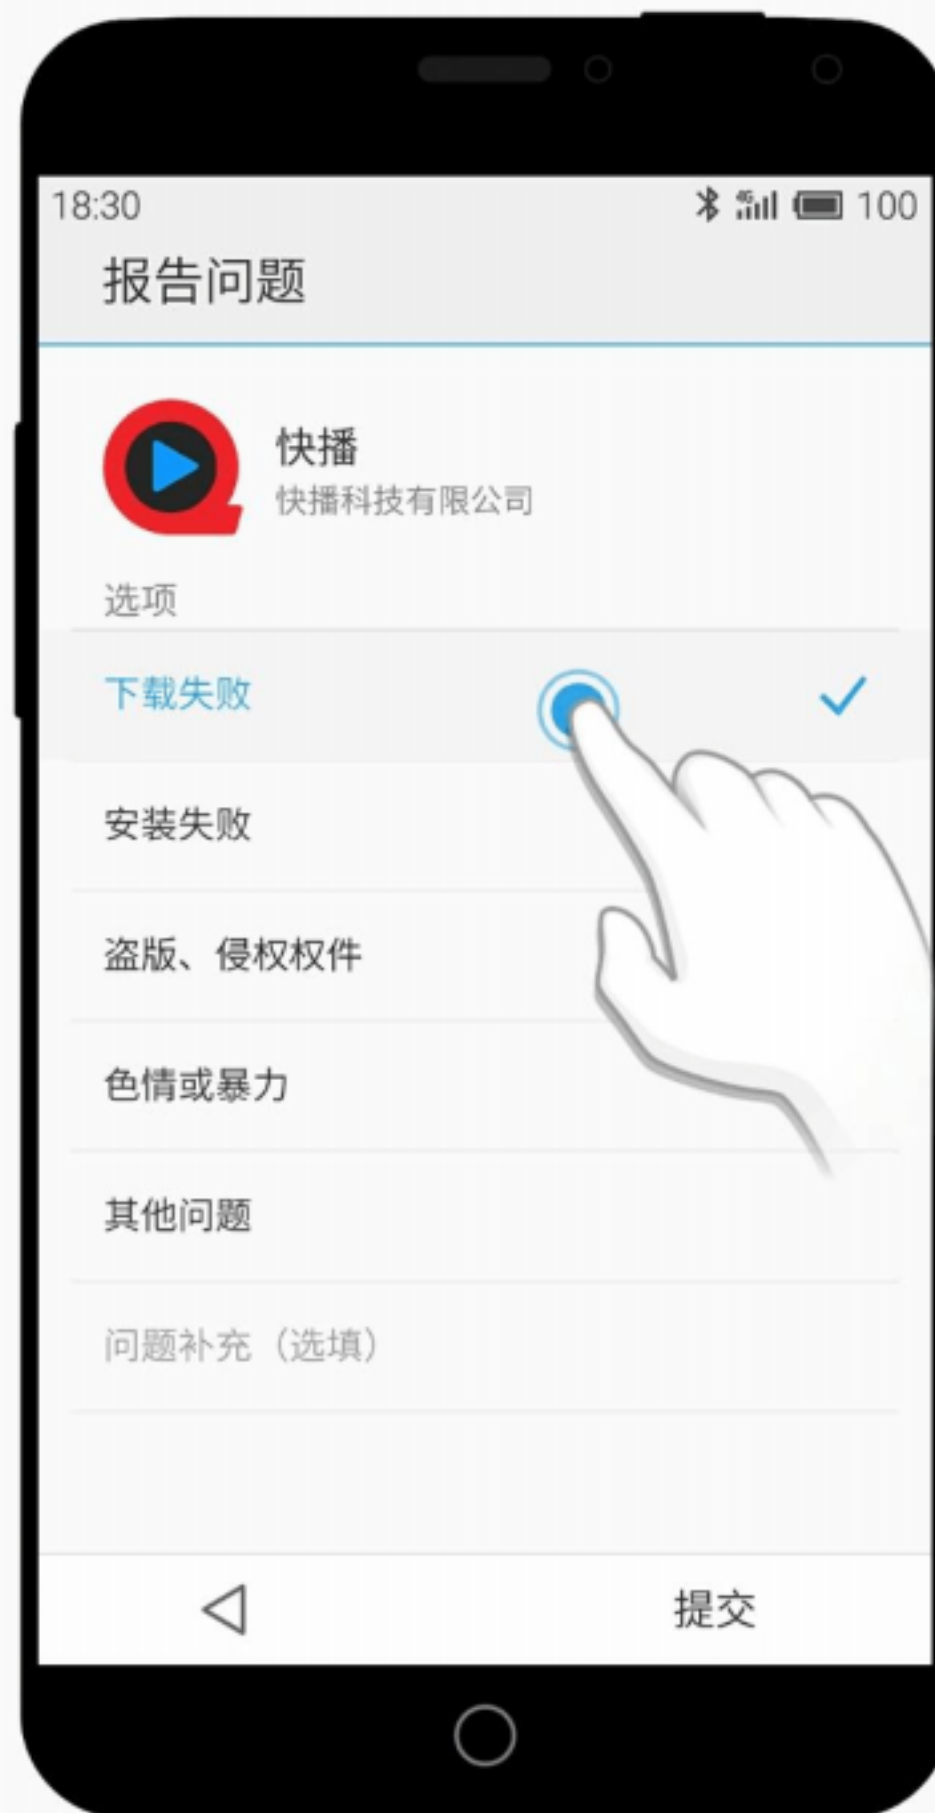 18:30 4G 100
报告问题
快播
快播科技有限公司
选项
下载失败
安装失败
盗版、侵权权件
色情或暴力
其他问题
问题补充（选填）
提交